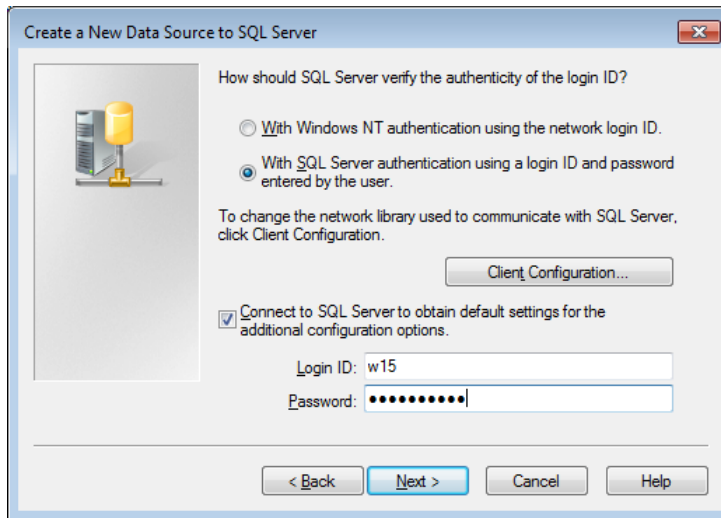 Create a New Data Source to SQL Server
How should SQL Server verify the authenticity of the login ID?
With Windows NT authentication using the network login ID.
With SQL Server authentication using a login ID and password
entered by the user.
To change the network library used to communicate with SQL Server,
click Client Configuration.
Client Configuration...
Connect to SQL Server to obtain default settings for the
additional configuration options.
Login ID: w15
Password: ●●●●●●●●●●
< Back Next > Cancel Help